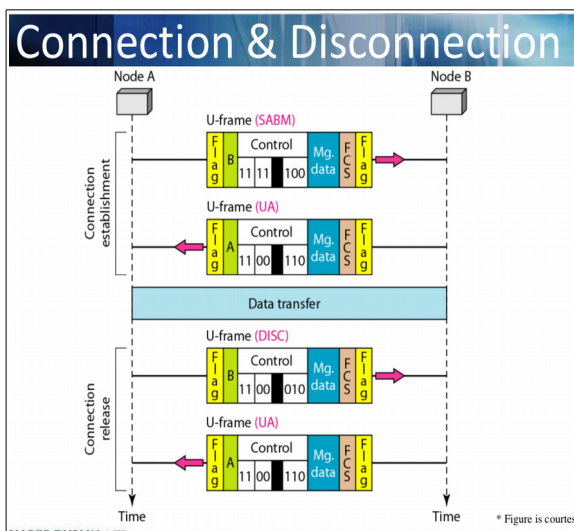 Connection & Disconnection
Node A
Node B
U-frame (SABM)
Flag
B
Control
11 11 100
Mg. data
FCS
Flag
Connection establishment
U-frame (UA)
Flag
A
Control
11 00 110
Mg. data
FCS
Flag
Data transfer
U-frame (DISC)
Flag
B
Control
11 00 010
Mg. data
FCS
Flag
Connection release
U-frame (UA)
Flag
A
Control
11 00 110
Mg. data
FCS
Flag
Time
Time
* Figure is courtes